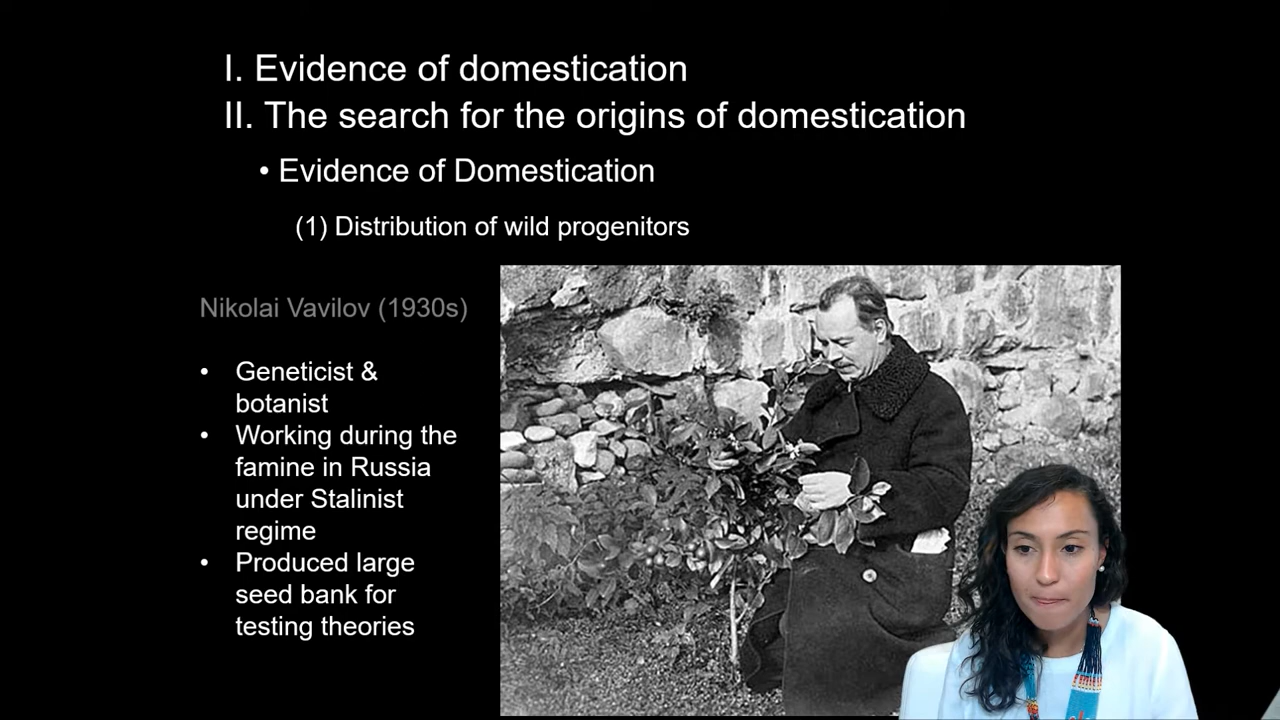 I. Evidence of domestication
II. The search for the origins of domestication
• Evidence of Domestication
(1) Distribution of wild progenitors
Nikolai Vavilov (1930s)
• Geneticist &
botanist
• Working during the
famine in Russia
under Stalinist
regime
• Produced large
seed bank for
testing theories